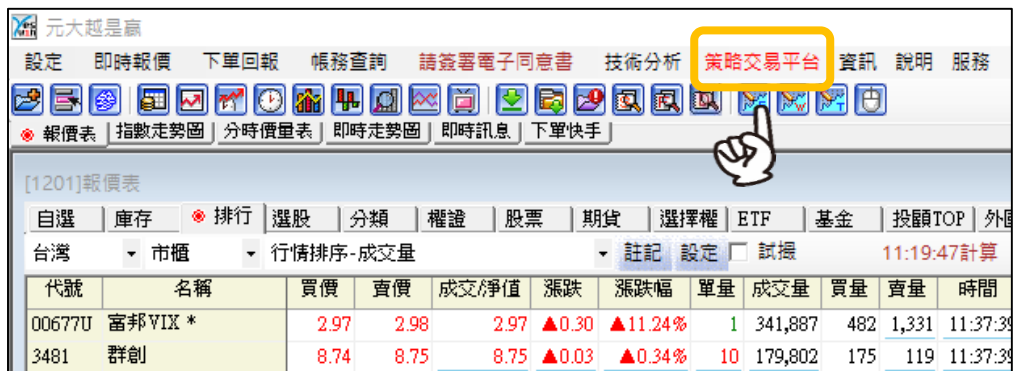 元大越是贏
設定 即時報價 下單回報 帳務查詢 請簽署電子同意書 技術分析 策略交易平台 資訊 說明 服務
報價表 指數走勢圖 分時價量表 即時走勢圖 即時訊息 下單快手
[1201]報價表
自選 庫存 排行 選股 分類 權證 股票 期貨 選擇權 ETF 基金 投顧TOP
台灣 市櫃 行情排序-成交量 註記 設定 試撮 11:19:47計算
代號 名稱 買價 賣價 成交/淨值 漲跌 漲跌幅 單量 成交量 買量 賣量 時間
00677U 富邦VIX * 2.97 2.98 2.97 ▲0.30 ▲11.24% 1 341,887 482 1,331 11:37:39
3481 群創 8.74 8.75 8.75 ▲0.03 ▲0.34% 10 179,802 175 119 11:37:39